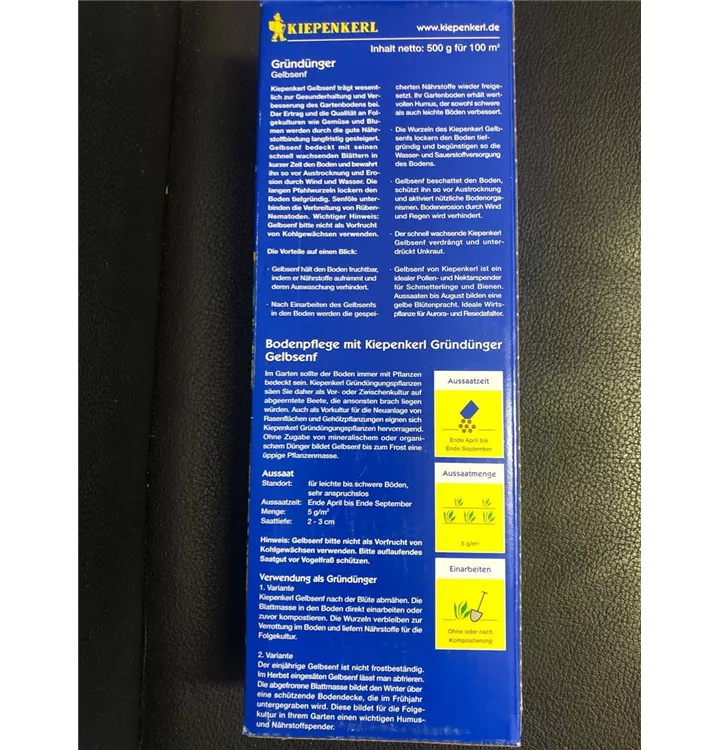 KIEPENKERL
www.kiepenkerl.de
Inhalt netto: 500 g für 100 m²
Gründünger
Gelbsenf
Kiepenkerl Gelbsenf trägt wesent-
lich zur Gesunderhaltung und Ver-
besserung des Gartenbodens bei.
Der Ertrag und die Qualität an Fol-
gekulturen wie Gemüse und Blu-
men werden durch die gute Nähr-
stoffbindung langfristig gesteigert.
Gelbsenf bedeckt mit seinen
schnell wachsenden Blättern in
kurzer Zeit den Boden und bewahrt
ihn so vor Austrocknung und Ero-
sion durch Wind und Wasser. Die
langen Pfahlwurzeln lockern den
Boden tiefgründig. Senföle unter-
binden die Verbreitung von Rüben-
Nematoden. Wichtiger Hinweis:
Gelbsenf bitte nicht als Vorfrucht
von Kohlgewächsen verwenden.
Die Vorteile auf einen Blick:
· Gelbsenf hält den Boden fruchtbar,
indem er Nährstoffe aufnimmt und
deren Auswaschung verhindert.
· Nach Einarbeiten des Gelbsenfs
in den Boden werden die gespei-
cherten Nährstoffe wieder freige-
setzt. Ihr Gartenboden erhält wert-
vollen Humus, der sowohl schwere
als auch leichte Böden verbessert.
· Die Wurzeln des Kiepenkerl Gelb-
senfs lockern den Boden tief-
gründig und begünstigen so die
Wasser- und Sauerstoffversorgung
des Bodens.
· Gelbsenf beschattet den Boden,
schützt ihn so vor Austrocknung
und aktiviert nützliche Bodenorga-
nismen. Bodenerosion durch Wind
und Regen wird verhindert.
· Der schnell wachsende Kiepenkerl
Gelbsenf verdrängt und unter-
drückt Unkraut.
· Gelbsenf von Kiepenkerl ist ein
idealer Pollen- und Nektarspender
für Schmetterlinge und Bienen.
Aussaaten bis August bilden eine
gelbe Blütenpracht. Ideale Wirts-
pflanze für Aurora- und Resedafalter.
Bodenpflege mit Kiepenkerl Gründünger
Gelbsenf
Im Garten sollte der Boden immer mit Pflanzen
bedeckt sein. Kiepenkerl Gründüngungspflanzen
säen Sie daher als Vor- oder Zwischenkultur auf
abgeerntete Beete, die ansonsten brach liegen
würden. Auch als Vorkultur für die Neuanlage von
Rasenflächen und Gehölzpflanzungen eignen sich
Kiepenkerl Gründüngungspflanzen hervorragend.
Ohne Zugabe von mineralischem oder organi-
schem Dünger bildet Gelbsenf bis zum Frost eine
üppige Pflanzenmasse.
Aussaat
Standort: für leichte bis schwere Böden,
sehr anspruchslos
Aussaatzeit: Ende April bis Ende September
Menge: 5 g/m²
Saattiefe: 2 - 3 cm
Hinweis: Gelbsenf bitte nicht als Vorfrucht von
Kohlgewächsen verwenden. Bitte auflaufendes
Saatgut vor Vogelfraß schützen.
Verwendung als Gründünger
1. Variante
Kiepenkerl Gelbsenf nach der Blüte abmähen. Die
Blattmasse in den Boden direkt einarbeiten oder
zuvor kompostieren. Die Wurzeln verbleiben zur
Verrottung im Boden und liefern Nährstoffe für die
Folgekultur.
2. Variante
Der einjährige Gelbsenf ist nicht frostbeständig.
Im Herbst eingesäten Gelbsenf lässt man abfrieren.
Die abgefrorene Blattmasse bildet den Winter über
eine schützende Bodendecke, die im Frühjahr
untergegraben wird. Diese bildet für die Folge-
kultur in Ihrem Garten einen wichtigen Humus-
und Nährstoffspender.
Aussaatzeit
Ende April bis
Ende September
Aussaatmenge
5 g/m²
Einarbeiten
Ohne oder nach
Kompostierung